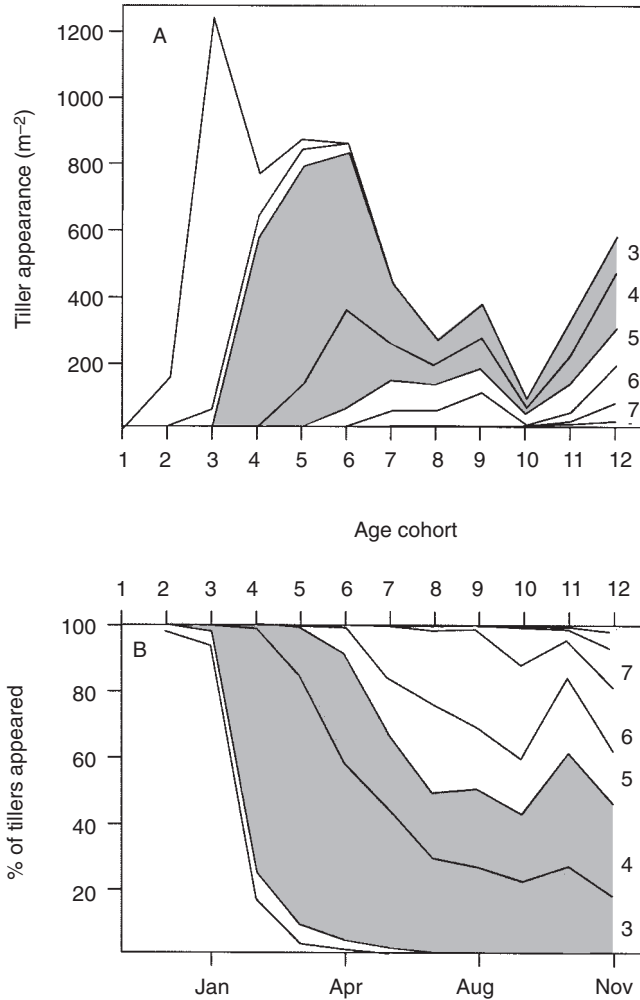 A
Tiller appearance (m⁻²)
1200
1000
800
600
400
200
3
4
5
6
7
1 2 3 4 5 6 7 8 9 10 11 12
Age cohort
1 2 3 4 5 6 7 8 9 10 11 12
B
% of tillers appeared
100
80
60
40
20
7
6
5
4
3
Jan Apr Aug Nov